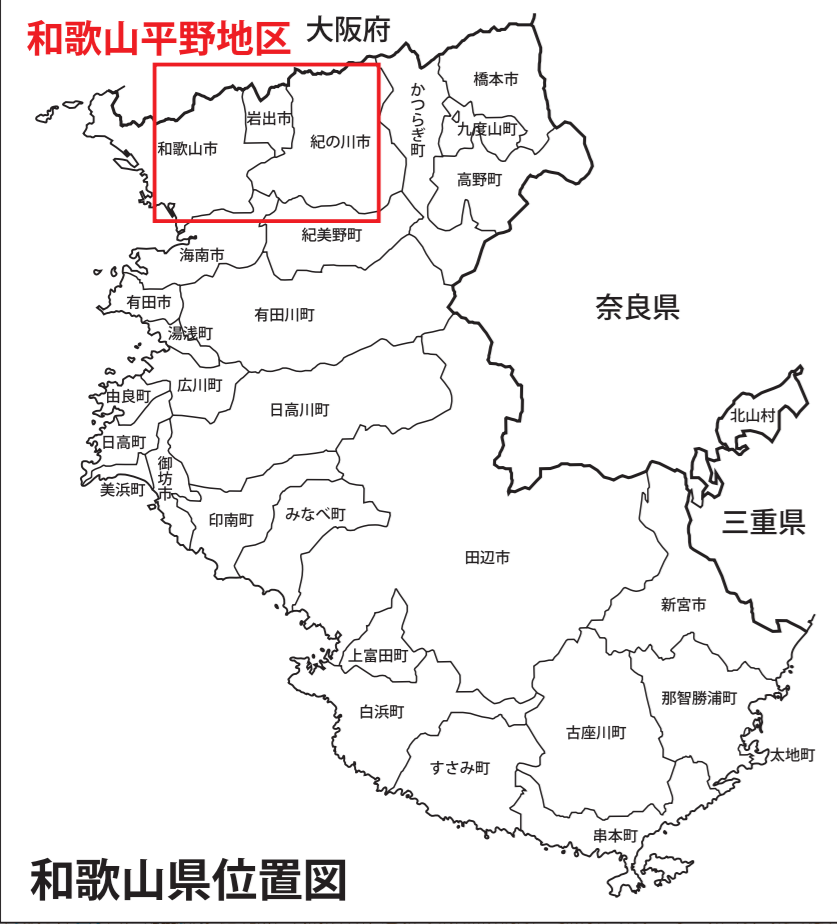 和歌山平野地区
大阪府
橋本市
かつらぎ町
岩出市
九度山町
和歌山市
紀の川市
高野町
紀美野町
海南市
有田市
有田川町
奈良県
湯浅町
広川町
由良町
日高川町
北山村
日高町
御坊市
美浜町
印南町
みなべ町
三重県
田辺市
新宮市
上富田町
那智勝浦町
白浜町
古座川町
太地町
すさみ町
串本町
和歌山県位置図